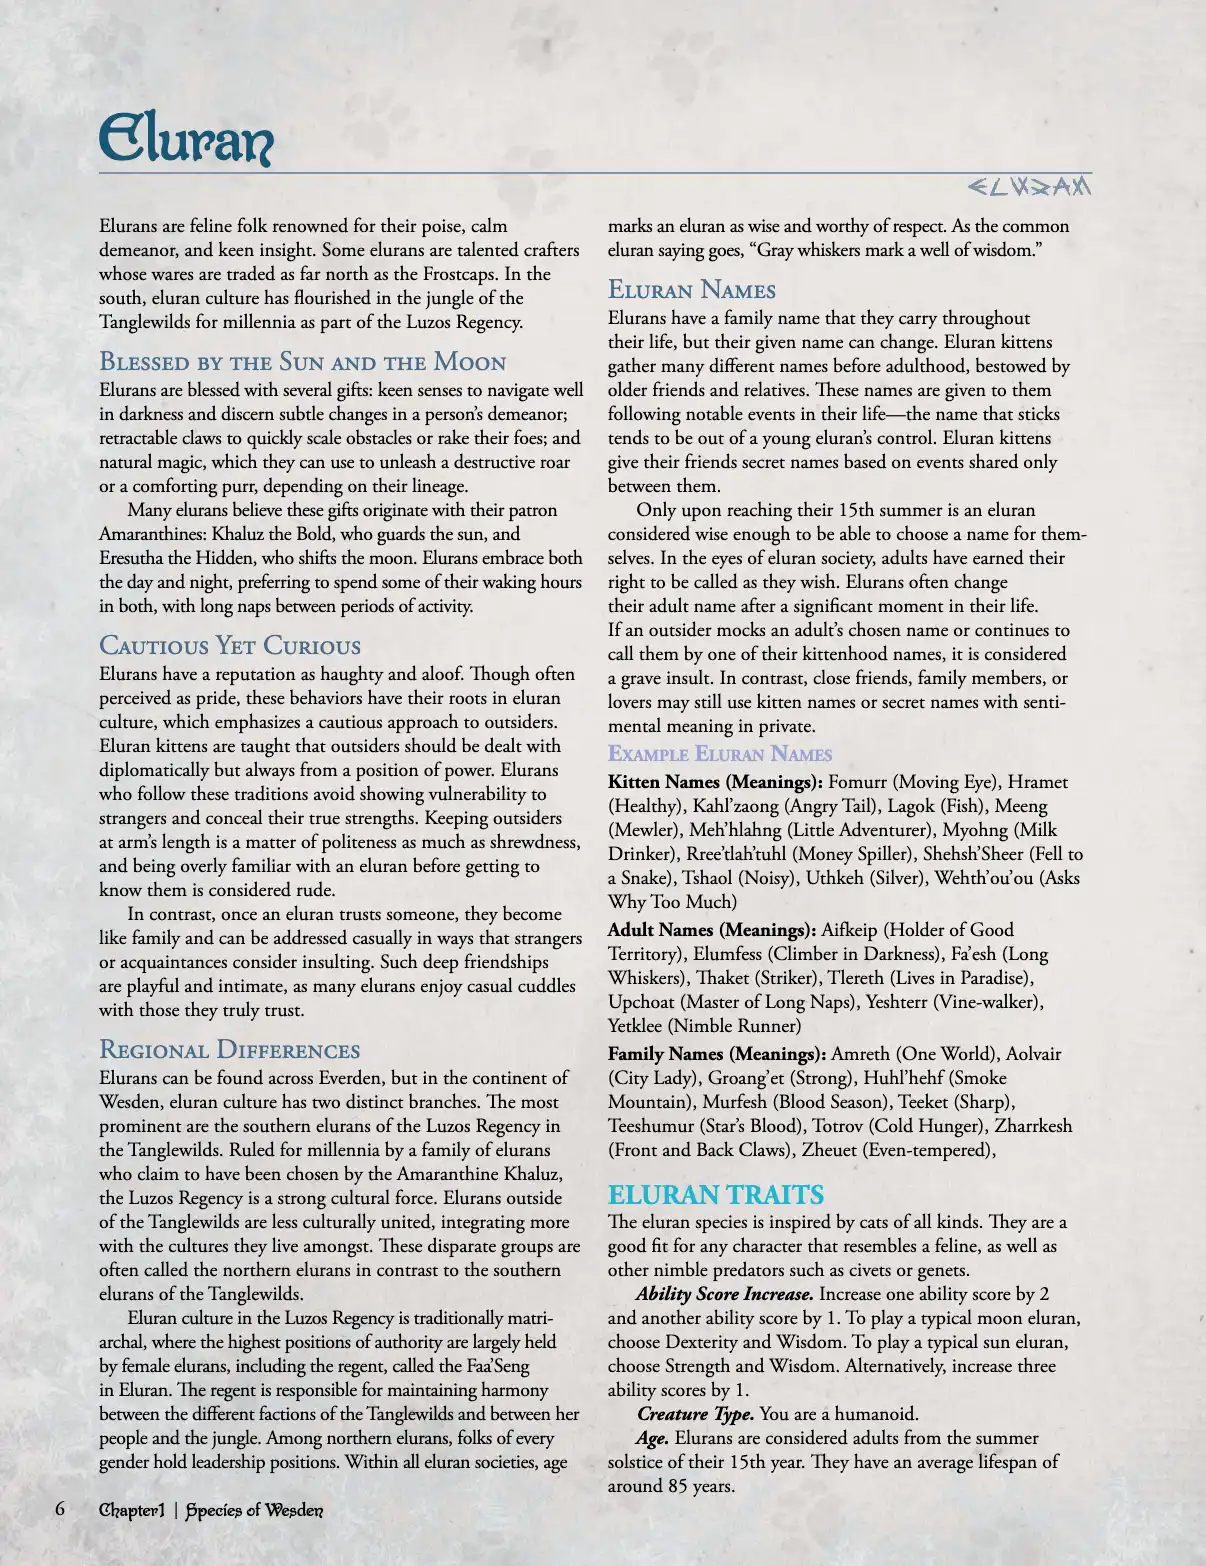 Eluran
Elurans are feline folk renowned for their poise, calm
demeanor, and keen insight. Some elurans are talented crafters
whose wares are traded as far north as the Frostcaps. In the
south, eluran culture has flourished in the jungle of the
Tanglewilds for millennia as part of the Luzos Regency.
Blessed by the Sun and the Moon
Elurans are blessed with several gifts: keen senses to navigate well
in darkness and discern subtle changes in a person's demeanor;
retractable claws to quickly scale obstacles or rake their foes; and
natural magic, which they can use to unleash a destructive roar
or a comforting purr, depending on their lineage.
Many elurans believe these gifts originate with their patron
Amaranthines: Khaluz the Bold, who guards the sun, and
Eresutha the Hidden, who shifts the moon. Elurans embrace both
the day and night, preferring to spend some of their waking hours
in both, with long naps between periods of activity.
Cautious Yet Curious
Elurans have a reputation as haughty and aloof. Though often
perceived as pride, these behaviors have their roots in eluran
culture, which emphasizes a cautious approach to outsiders.
Eluran kittens are taught that outsiders should be dealt with
diplomatically but always from a position of power. Elurans
who follow these traditions avoid showing vulnerability to
strangers and conceal their true strengths. Keeping outsiders
at arm's length is a matter of politeness as much as shrewdness,
and being overly familiar with an eluran before getting to
know them is considered rude.
In contrast, once an eluran trusts someone, they become
like family and can be addressed casually in ways that strangers
or acquaintances consider insulting. Such deep friendships
are playful and intimate, as many elurans enjoy casual cuddles
with those they truly trust.
Regional Differences
Elurans can be found across Everden, but in the continent of
Wesden, eluran culture has two distinct branches. The most
prominent are the southern elurans of the Luzos Regency in
the Tanglewilds. Ruled for millennia by a family of elurans
who claim to have been chosen by the Amaranthine Khaluz,
the Luzos Regency is a strong cultural force. Elurans outside
of the Tanglewilds are less culturally united, integrating more
with the cultures they live amongst. These disparate groups are
often called the northern elurans in contrast to the southern
elurans of the Tanglewilds.
Eluran culture in the Luzos Regency is traditionally matri-
archal, where the highest positions of authority are largely held
by female elurans, including the regent, called the Faa'Seng
in Eluran. The regent is responsible for maintaining harmony
between the different factions of the Tanglewilds and between her
people and the jungle. Among northern elurans, folks of every
gender hold leadership positions. Within all eluran societies, age
marks an eluran as wise and worthy of respect. As the common
eluran saying goes, “Gray whiskers mark a well of wisdom.”
Eluran Names
Elurans have a family name that they carry throughout
their life, but their given name can change. Eluran kittens
gather many different names before adulthood, bestowed by
older friends and relatives. These names are given to them
following notable events in their life—the name that sticks
tends to be out of a young eluran's control. Eluran kittens
give their friends secret names based on events shared only
between them.
Only upon reaching their 15th summer is an eluran
considered wise enough to be able to choose a name for them-
selves. In the eyes of eluran society, adults have earned their
right to be called as they wish. Elurans often change
their adult name after a significant moment in their life.
If an outsider mocks an adult's chosen name or continues to
call them by one of their kittenhood names, it is considered
a grave insult. In contrast, close friends, family members, or
lovers may still use kitten names or secret names with senti-
mental meaning in private.
Example Eluran Names
Kitten Names (Meanings): Fomurr (Moving Eye), Hramet
(Healthy), Kahl'zaong (Angry Tail), Lagok (Fish), Meeng
(Mewler), Meh'hlahng (Little Adventurer), Myohng (Milk
Drinker), Rree'tlah'tuhl (Money Spiller), Shehsh'Sheer (Fell to
a Snake), Tshaol (Noisy), Uthkeh (Silver), Wehth'ou'ou (Asks
Why Too Much)
Adult Names (Meanings): Aifkeip (Holder of Good
Territory), Elumfess (Climber in Darkness), Fa'esh (Long
Whiskers), Thaket (Striker), Tlereth (Lives in Paradise),
Upchoat (Master of Long Naps), Yeshterr (Vine-walker),
Yetklee (Nimble Runner)
Family Names (Meanings): Amreth (One World), Aolvair
(City Lady), Groang'et (Strong), Huhl'hehf (Smoke
Mountain), Murfesh (Blood Season), Teeket (Sharp),
Teeshumur (Star's Blood), Totrov (Cold Hunger), Zharrkesh
(Front and Back Claws), Zheuet (Even-tempered),
ELURAN TRAITS
The eluran species is inspired by cats of all kinds. They are a
good fit for any character that resembles a feline, as well as
other nimble predators such as civets or genets.
Ability Score Increase. Increase one ability score by 2
and another ability score by 1. To play a typical moon eluran,
choose Dexterity and Wisdom. To play a typical sun eluran,
choose Strength and Wisdom. Alternatively, increase three
ability scores by 1.
Creature Type. You are a humanoid.
Age. Elurans are considered adults from the summer
solstice of their 15th year. They have an average lifespan of
around 85 years.
6 Chapter1 | Species of Wesden